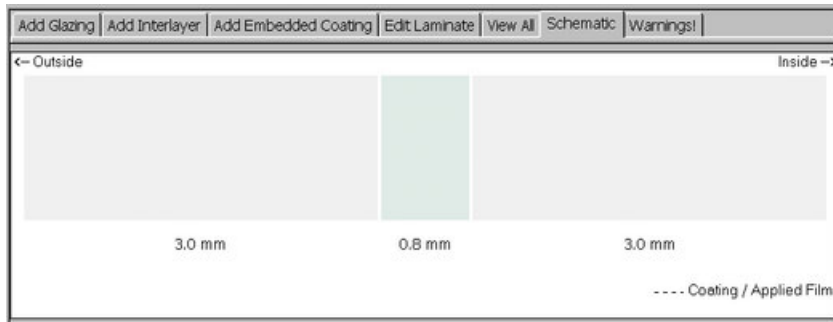 Add Glazing Add Interlayer Add Embedded Coating Edit Laminate View All Schematic Warnings!
<-- Outside Inside -->
3.0 mm 0.8 mm 3.0 mm
---- Coating / Applied Film